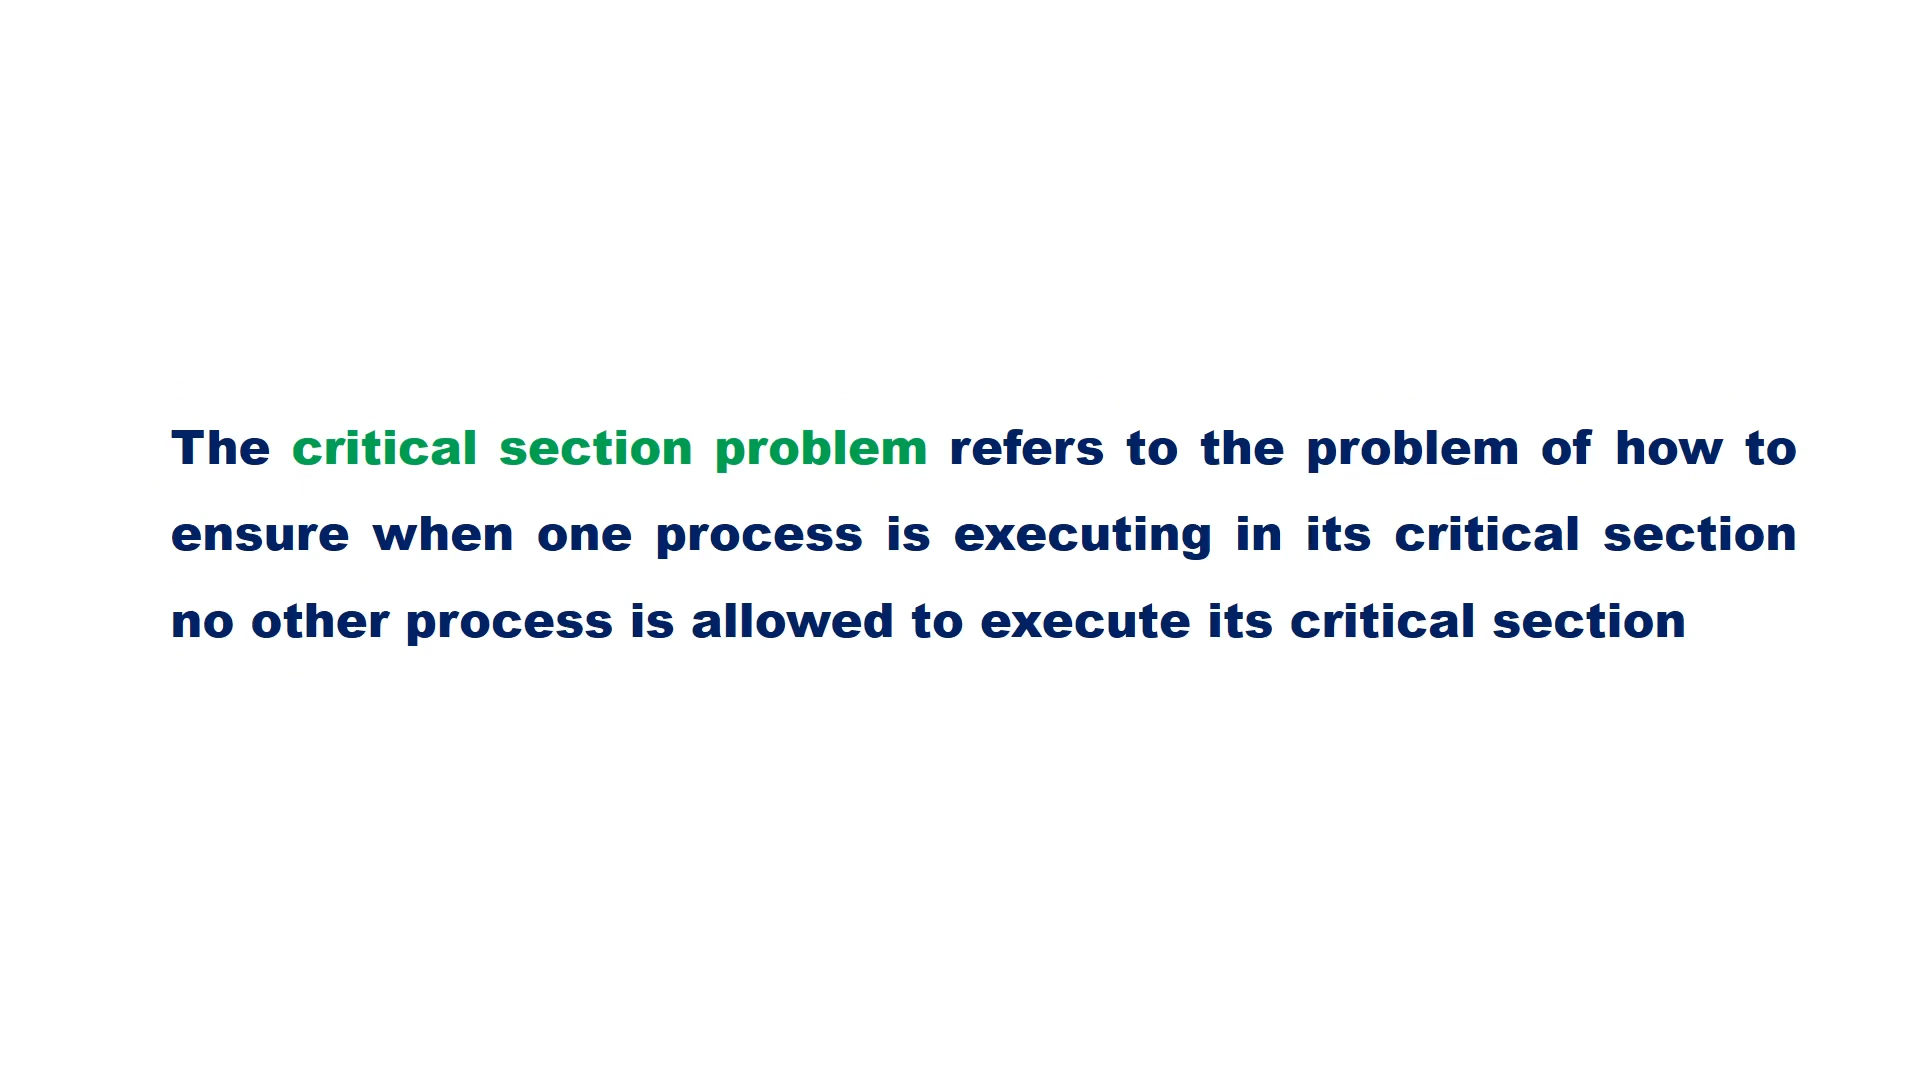 The critical section problem refers to the problem of how to
ensure when one process is executing in its critical section
no other process is allowed to execute its critical section